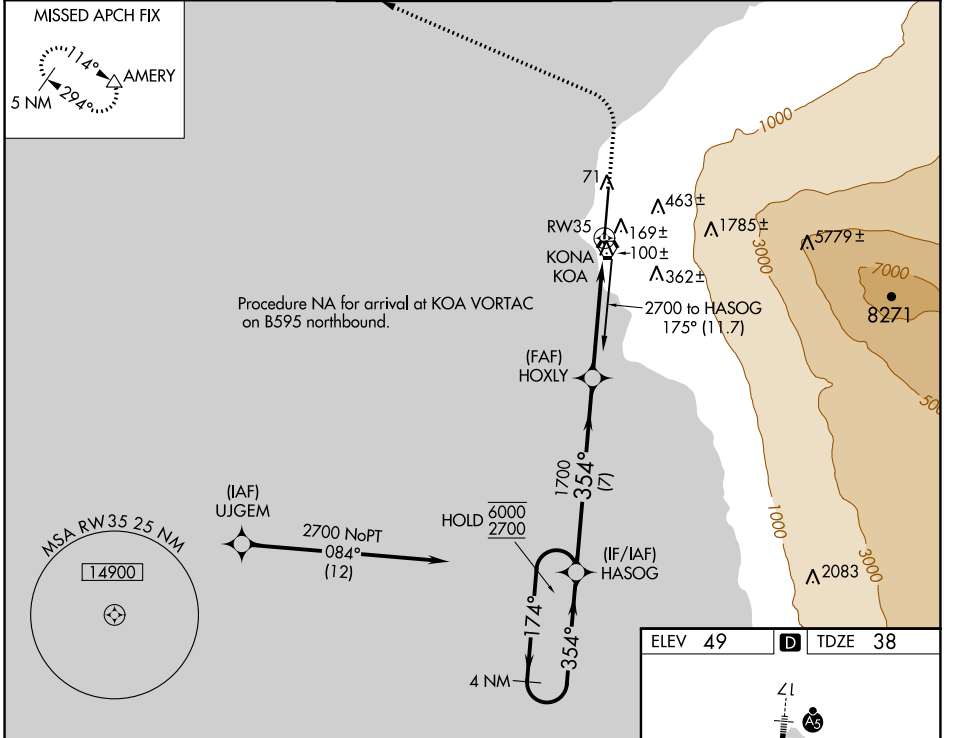 MISSED APCH FIX
114°
AMERY
5 NM
294°
1000
71
463±
RW35
169±
1785±
5779±
KONA
KOA
100±
3000
362±
7000
8271
Procedure NA for arrival at KOA VORTAC
on B595 northbound.
2700 to HASOG
175° (11.7)
(FAF)
HOXLY
1700
354°
(7)
(IAF)
UJGEM
2700 NoPT
084°
(12)
HOLD
6000
2700
(IF/IAF)
HASOG
MSA RW35 25 NM
14900
174°
354°
4 NM
1000
3000
2083
ELEV 49
D
TDZE 38
17
A5